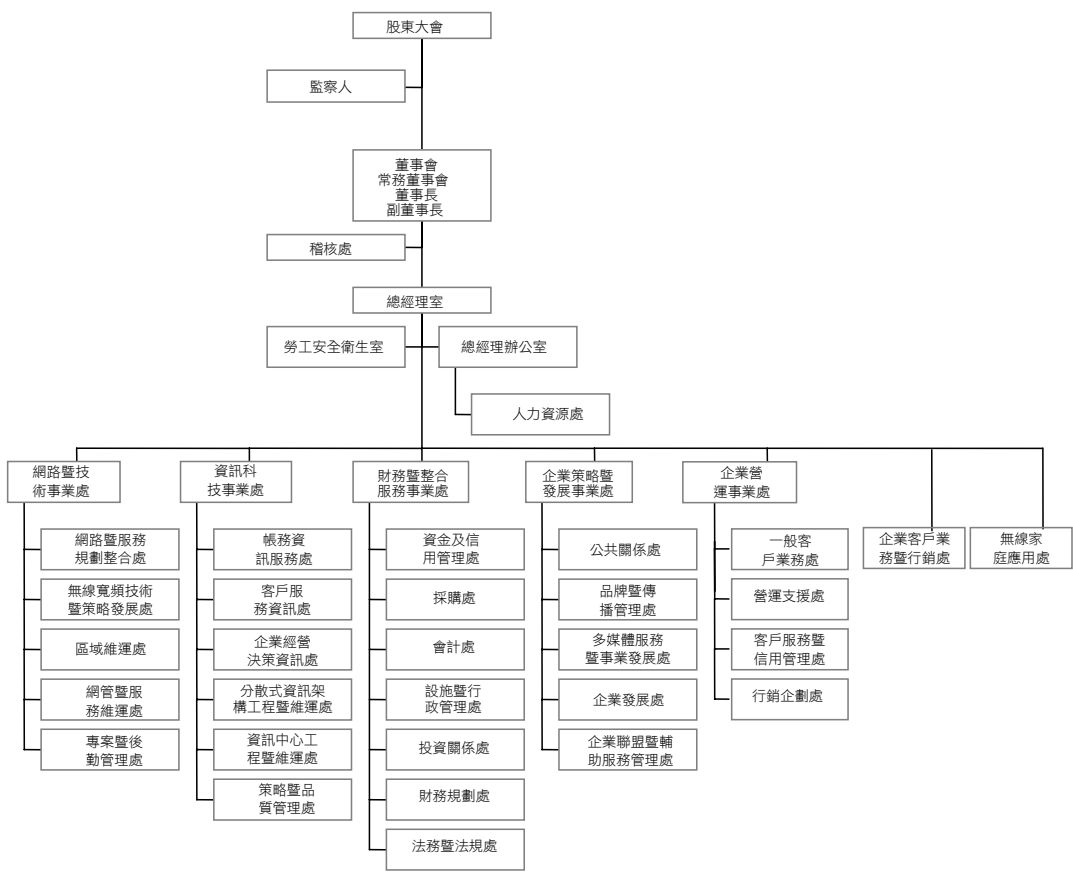 股東大會
監察人
董事會
常務董事會
董事長
副董事長
稽核處
總經理室
勞工安全衛生室
總經理辦公室
人力資源處
網路暨技
術事業處
資訊科
技事業處
財務暨整合
服務事業處
企業策略暨
發展事業處
企業營
運事業處
企業客戶業
務暨行銷處
無線家
庭應用處
網路暨服務
規劃整合處
無線寬頻技術
暨策略發展處
區域維運處
網管暨服
務維運處
專案暨後
勤管理處
帳務資
訊服務處
客戶服
務資訊處
企業經營
決策資訊處
分散式資訊架
構工程暨維運處
資訊中心工
程暨維運處
策略暨品
質管理處
資金及信
用管理處
採購處
會計處
設施暨行
政管理處
投資關係處
財務規劃處
法務暨法規處
公共關係處
品牌暨傳
播管理處
多媒體服務
暨事業發展處
企業發展處
企業聯盟暨輔
助服務管理處
一般客
戶業務處
營運支援處
客戶服務暨
信用管理處
行銷企劃處